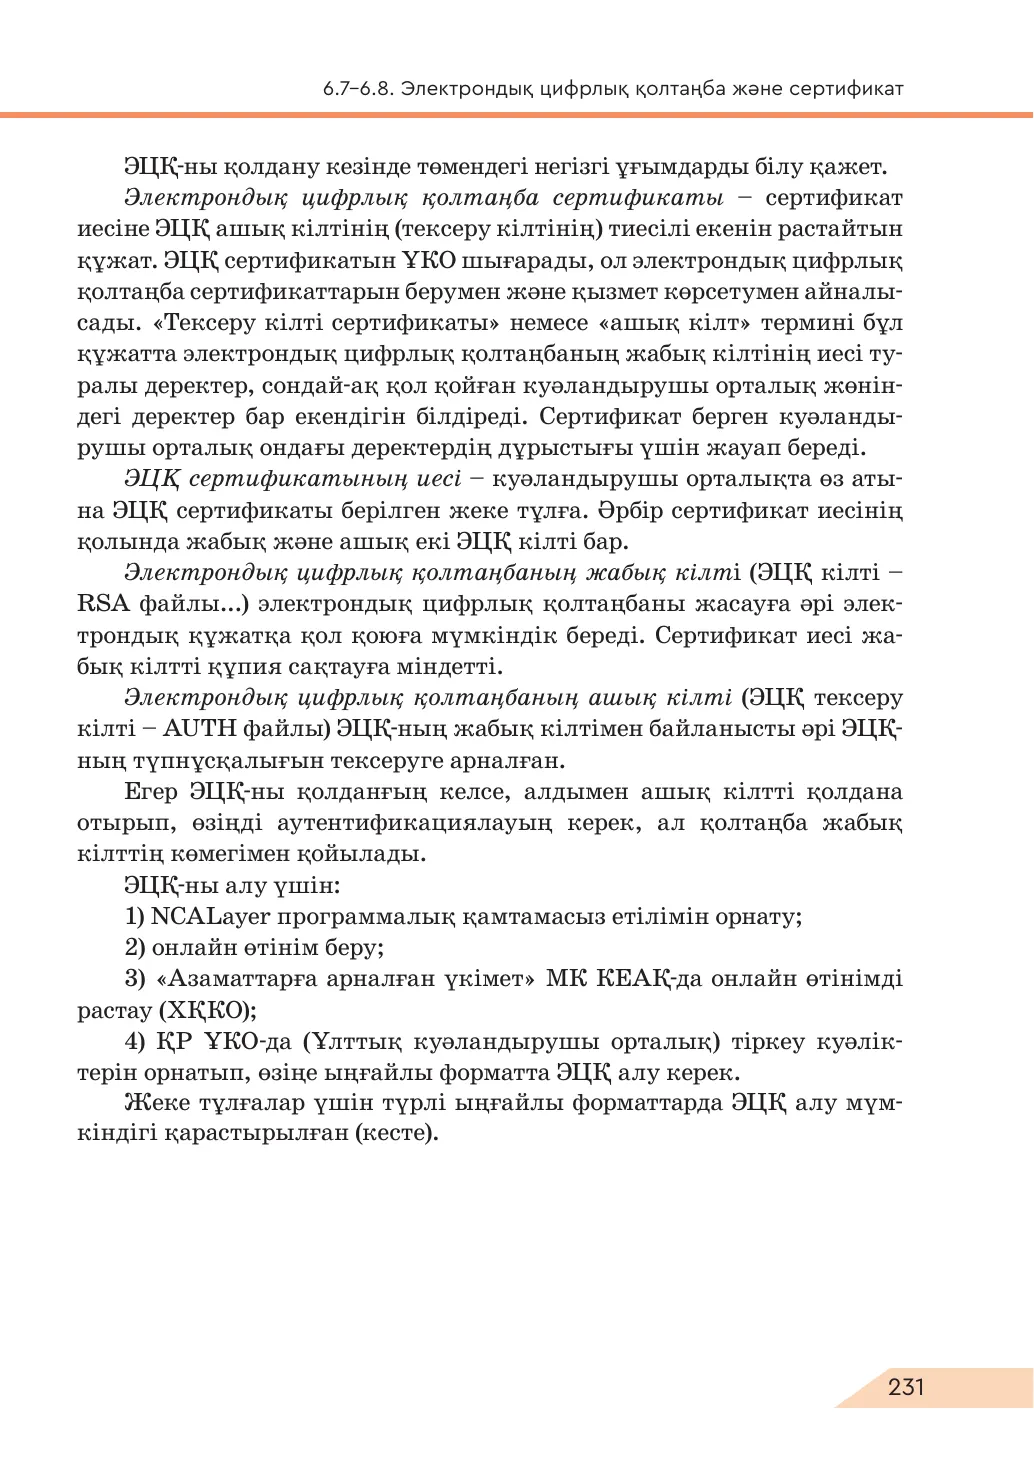 6.7–6.8. Электрондық цифрлық қолтаңба және сертификат
ЭЦҚ-ны қолдану кезінде төмендегі негізгі ұғымдарды білу қажет.
Электрондық цифрлық қолтаңба сертификаты – сертификат
иесіне ЭЦҚ ашық кілтінің (тексеру кілтінің) тиесілі екенін растайтын
құжат. ЭЦҚ сертификатын ҰКО шығарады, ол электрондық цифрлық
қолтаңба сертификаттарын берумен және қызмет көрсетумен айналы-
сады. «Тексеру кілті сертификаты» немесе «ашық кілт» термині бұл
құжатта электрондық цифрлық қолтаңбаның жабық кілтінің иесі ту-
ралы деректер, сондай-ақ қол қойған куәландырушы орталық жөнін-
дегі деректер бар екендігін білдіреді. Сертификат берген куәланды-
рушы орталық ондағы деректердің дұрыстығы үшін жауап береді.
ЭЦҚ сертификатының иесі – куәландырушы орталықта өз аты-
на ЭЦҚ сертификаты берілген жеке тұлға. Әрбір сертификат иесінің
қолында жабық және ашық екі ЭЦҚ кілті бар.
Электрондық цифрлық қолтаңбаның жабық кілті (ЭЦҚ кілті –
RSA файлы...) электрондық цифрлық қолтаңбаны жасауға әрі элек-
трондық құжатқа қол қоюға мүмкіндік береді. Сертификат иесі жа-
бық кілтті құпия сақтауға міндетті.
Электрондық цифрлық қолтаңбаның ашық кілті (ЭЦҚ тексеру
кілті – AUTH файлы) ЭЦҚ-ның жабық кілтімен байланысты әрі ЭЦҚ-
ның түпнұсқалығын тексеруге арналған.
Егер ЭЦҚ-ны қолданғың келсе, алдымен ашық кілтті қолдана
отырып, өзіңді аутентификациялауың керек, ал қолтаңба жабық
кілттің көмегімен қойылады.
ЭЦҚ-ны алу үшін:
1) NCALayer программалық қамтамасыз етілімін орнату;
2) онлайн өтінім беру;
3) «Азаматтарға арналған үкімет» МК КЕАҚ-да онлайн өтінімді
растау (ХҚКО);
4) ҚР ҰКО-да (Ұлттық куәландырушы орталық) тіркеу куәлік-
терін орнатып, өзіңе ыңғайлы форматта ЭЦҚ алу керек.
Жеке тұлғалар үшін түрлі ыңғайлы форматтарда ЭЦҚ алу мүм-
кіндігі қарастырылған (кесте).
231